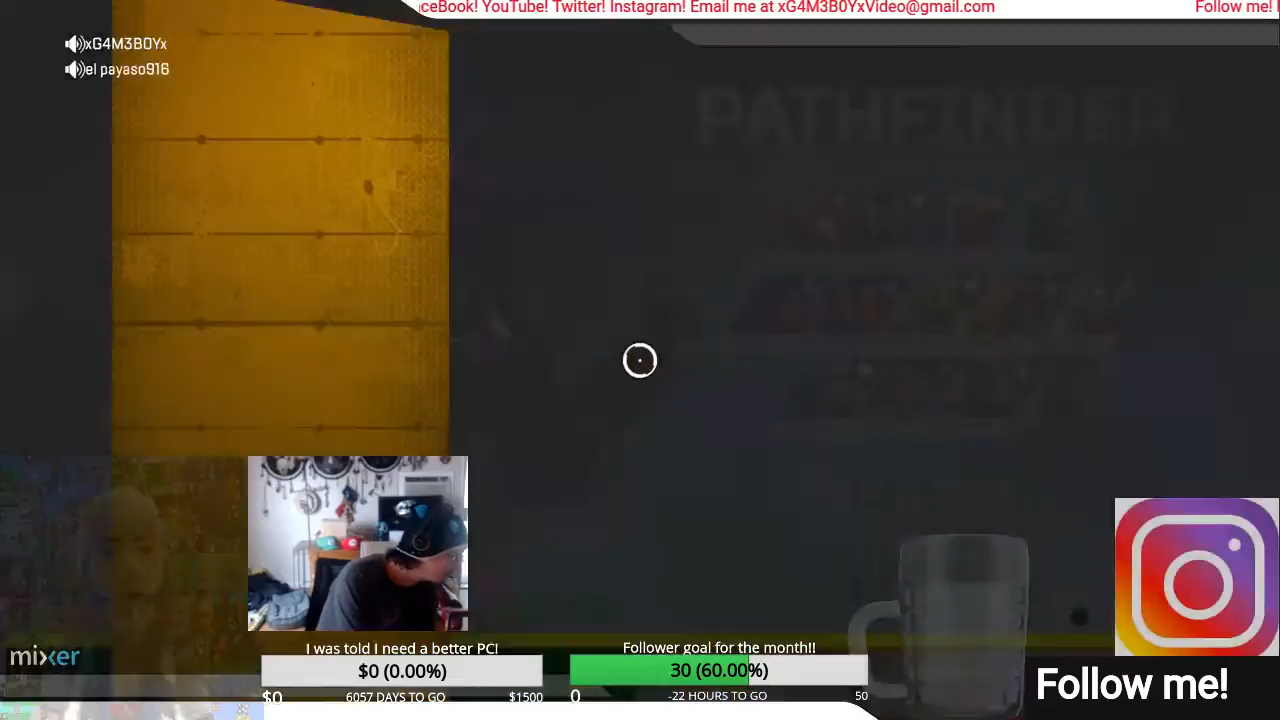 ceBook! YouTube! Twitter! Instagram! Email me at xG4M3B0YxVideo@gmail.com Follow me!
xG4M3B0Yx
el payaso916
PATHFINDER
mixer
I was told I need a better PC!
$0 (0.00%)
$0 6057 DAYS TO GO $1500
Follower goal for the month!!
30 (60.00%)
0 -22 HOURS TO GO 50
Follow me!